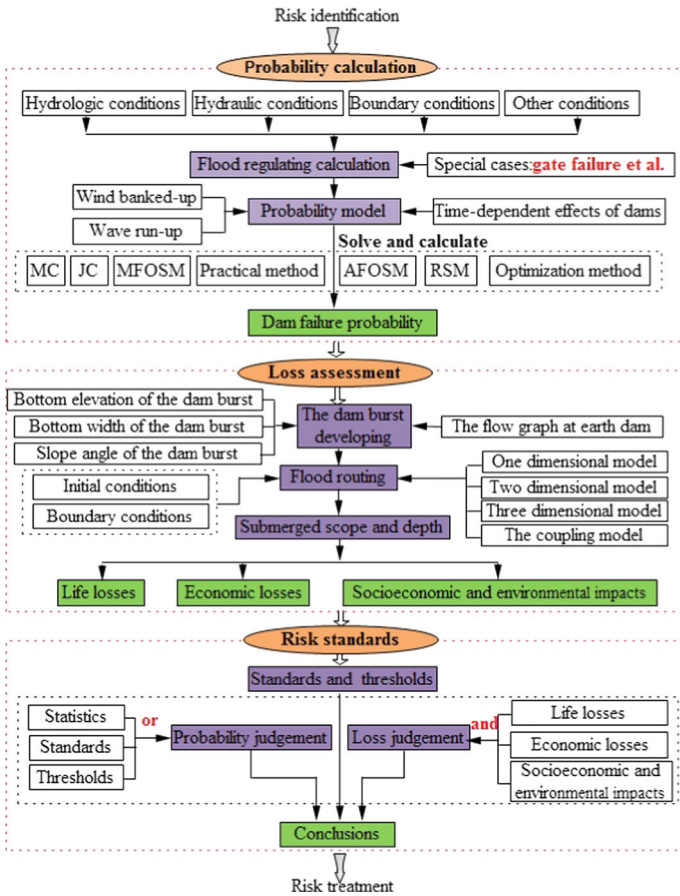 Risk identification
Probability calculation
Hydrologic conditions
Hydraulic conditions
Boundary conditions
Other conditions
Flood regulating calculation
Special cases:gate failure et al.
Wind banked-up
Wave run-up
Probability model
Time-dependent effects of dams
Solve and calculate
MC
JC
MFOSM
Practical method
AFOSM
RSM
Optimization method
Dam failure probability
Loss assessment
Bottom elevation of the dam burst
Bottom width of the dam burst
Slope angle of the dam burst
The dam burst
developing
The flow graph at earth dam
Initial conditions
Boundary conditions
Flood routing
One dimensional model
Two dimensional model
Three dimensional model
The coupling model
Submerged scope and depth
Life losses
Economic losses
Socioeconomic and environmental impacts
Risk standards
Standards and thresholds
Statistics
Standards
Thresholds
or
Probability judgement
Loss judgement
and
Life losses
Economic losses
Socioeconomic and
environmental impacts
Conclusions
Risk treatment